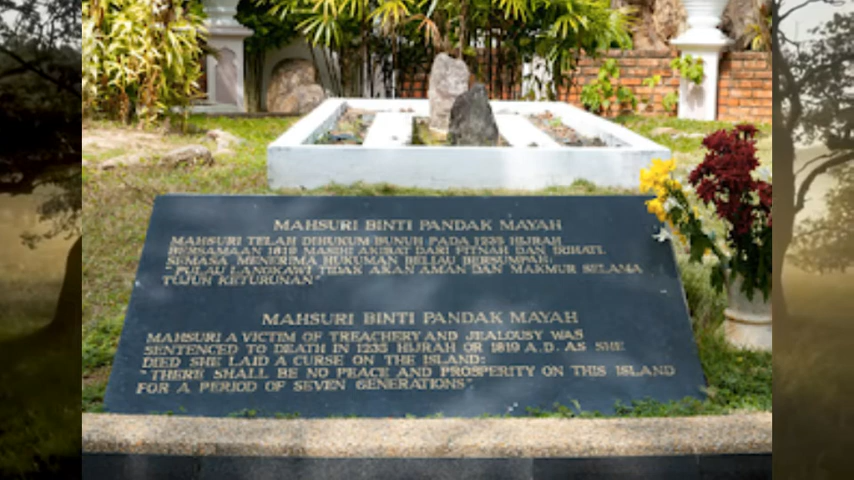 MAHSURI BINTI PANDAK MAYAH
MAHSURI TELAH DIHUKUM BUNUH PADA 1235 HIJRAH
BERSAMAAN 1819 MASEHI AKIBAT DARI FITNAH DAN IRIHATI.
SEMASA MENERIMA HUKUMAN BELIAU BERSUMPAH:
"PULAU LANGKAWI TIDAK AKAN AMAN DAN MAKMUR SELAMA
TUJUH KETURUNAN"
MAHSURI BINTI PANDAK MAYAH
MAHSURI A VICTIM OF TREACHERY AND JEALOUSY WAS
SENTENCED TO DEATH IN 1235 HIJRAH OR 1819 A.D. AS SHE
DIED SHE LAID A CURSE ON THE ISLAND:
"THERE SHALL BE NO PEACE AND PROSPERITY ON THIS ISLAND
FOR A PERIOD OF SEVEN GENERATIONS".